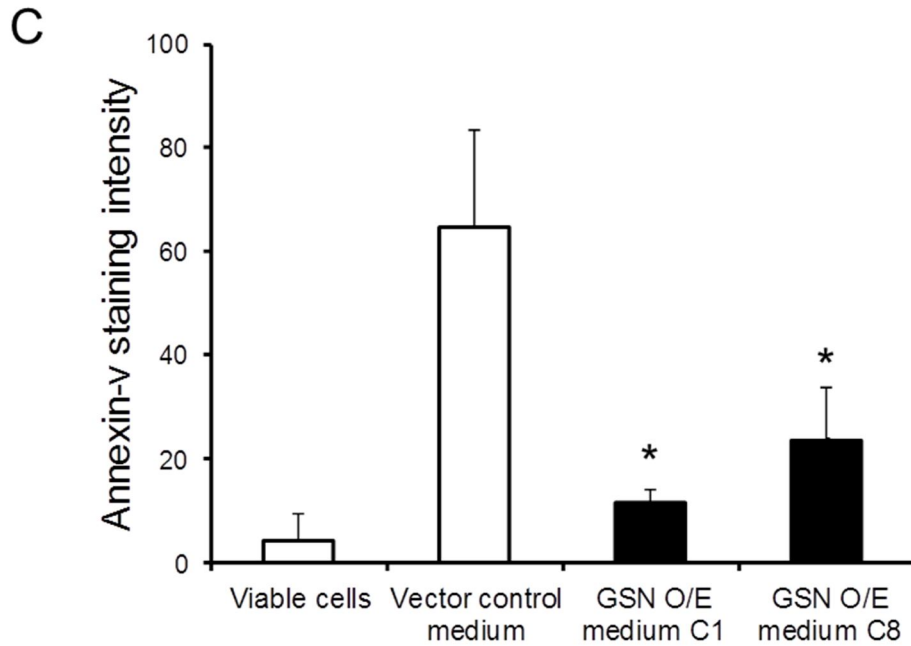 C
Annexin-v staining intensity
100
80
60
40
20
0
*
*
Viable cells
Vector control
medium
GSN O/E
medium C1
GSN O/E
medium C8